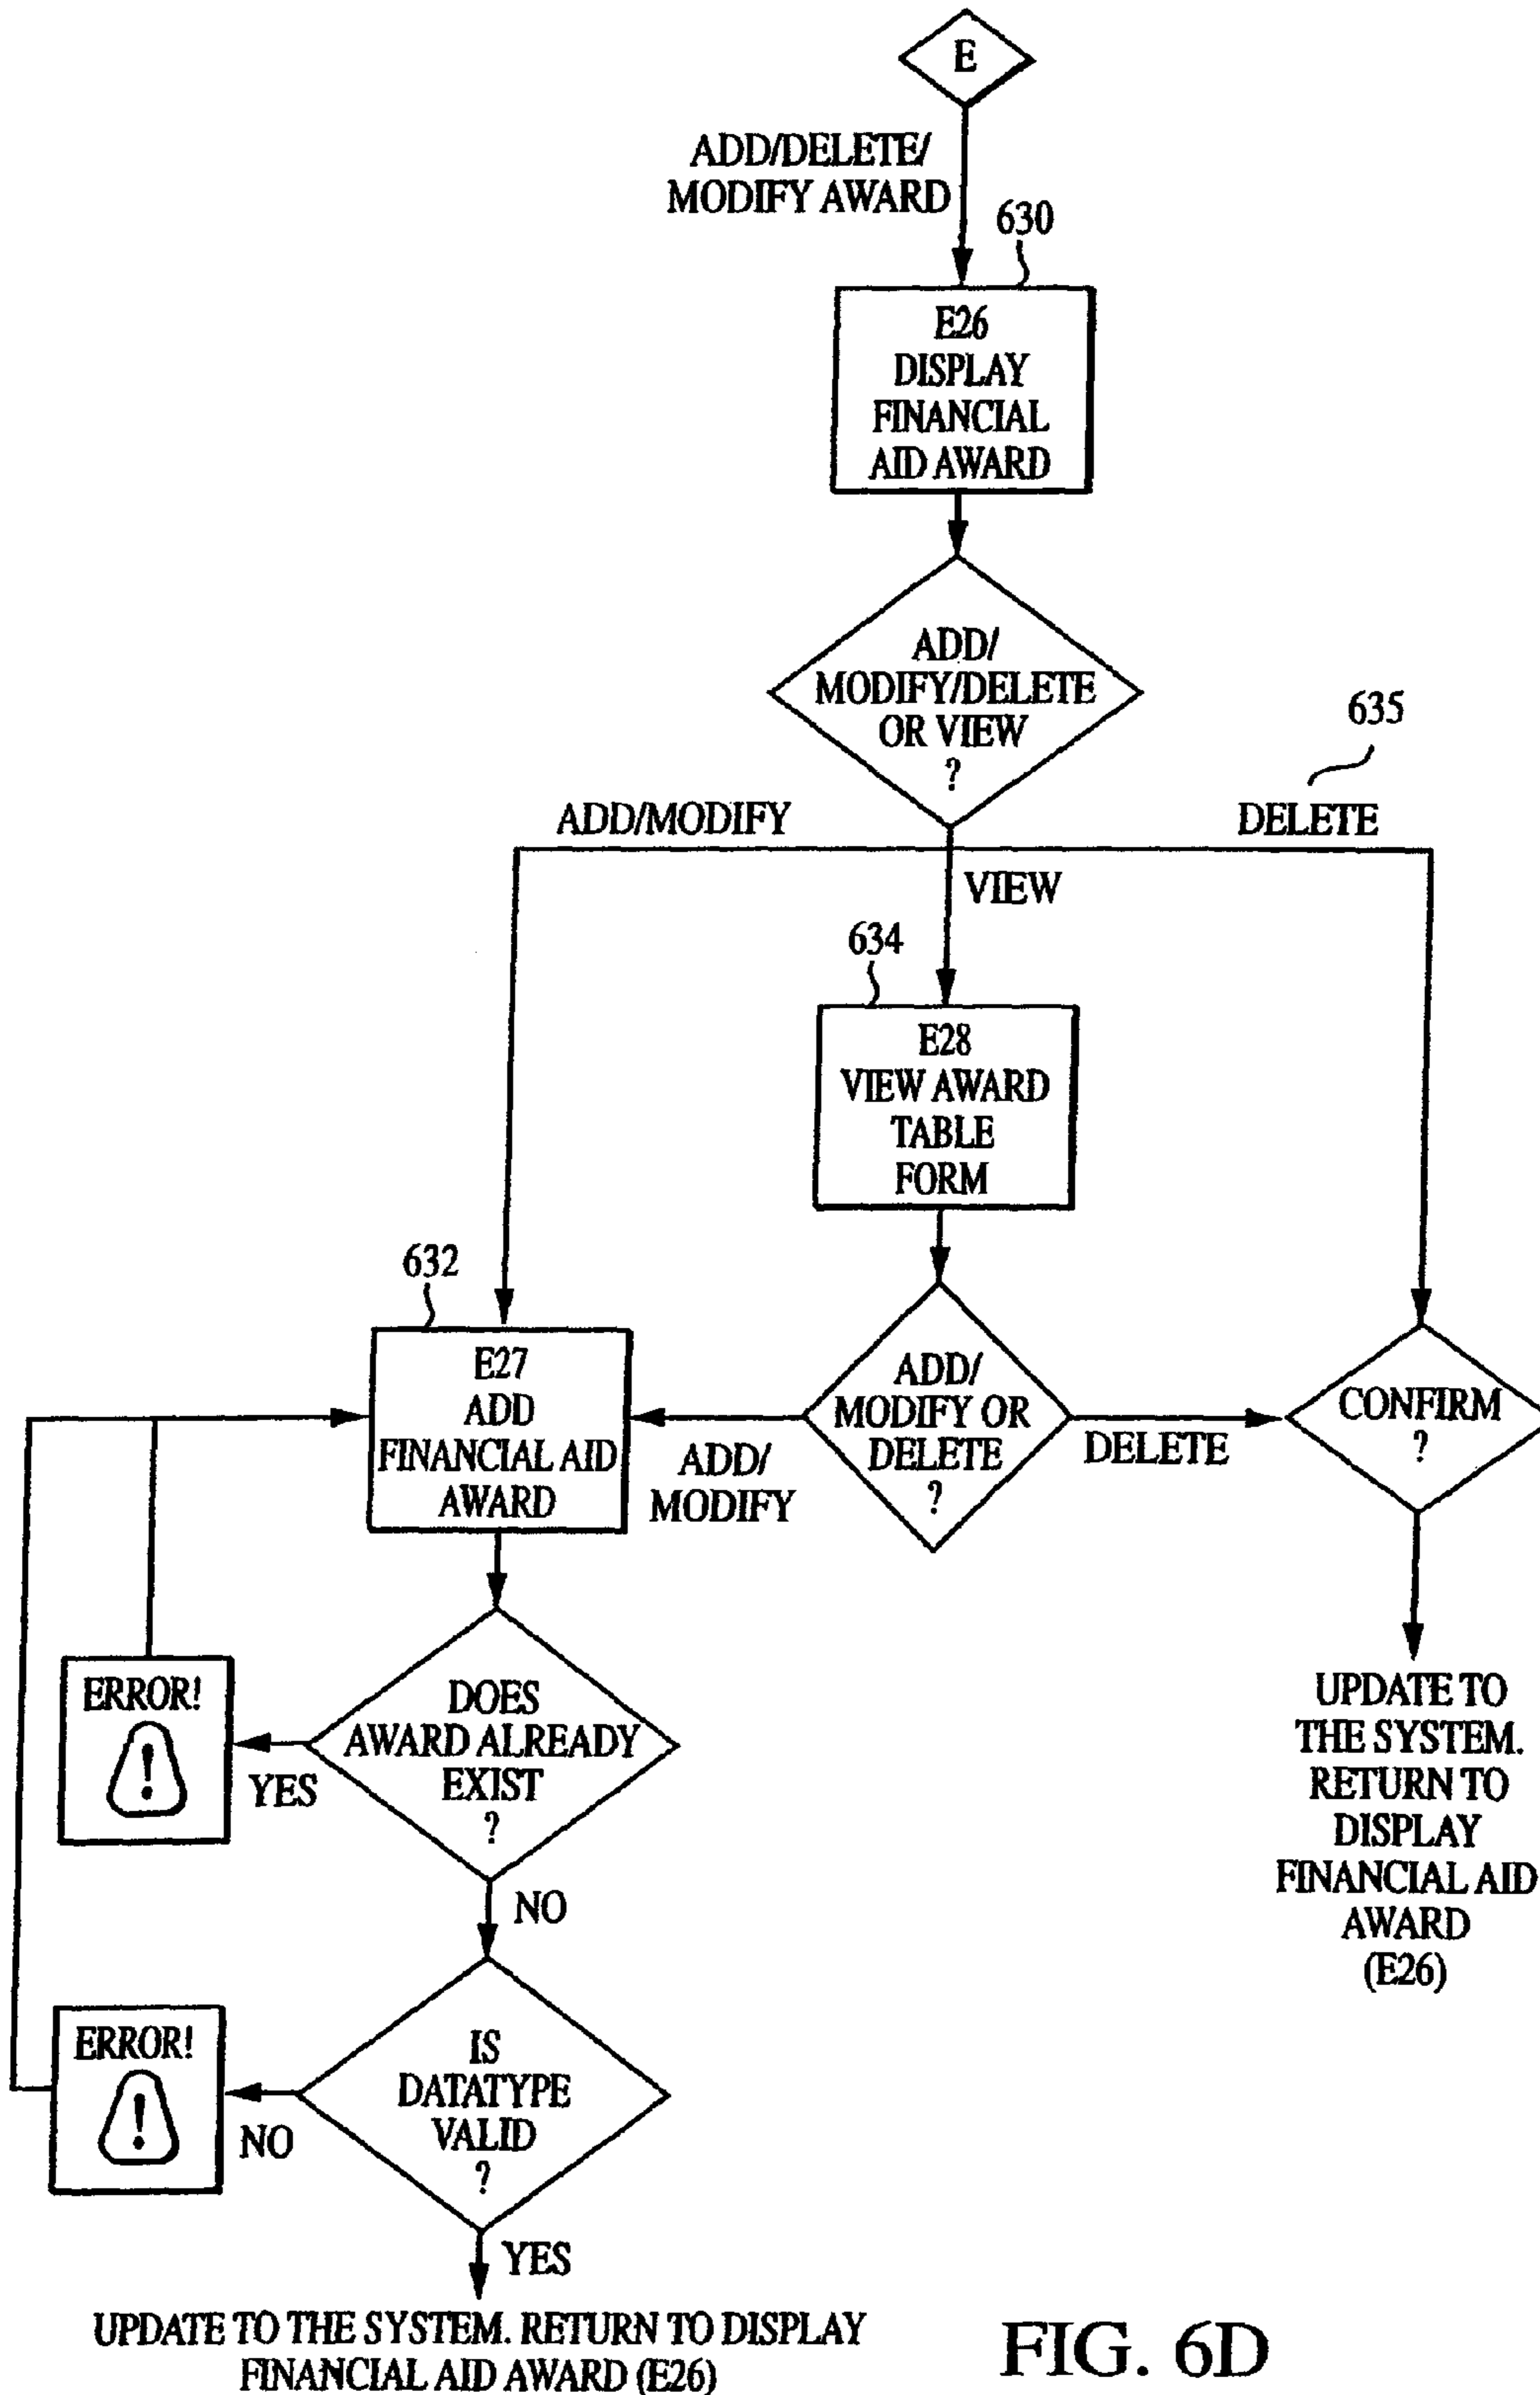 E
ADD/DELETE/
MODIFY AWARD
630
E26
DISPLAY
FINANCIAL
AID AWARD
ADD/
MODIFY/DELETE
OR VIEW
?
635
ADD/MODIFY
DELETE
VIEW
634
E28
VIEW AWARD
TABLE
FORM
632
E27
ADD
FINANCIAL AID
AWARD
ADD/
MODIFY
ADD/
MODIFY OR
DELETE
?
DELETE
CONFIRM
?
ERROR!
!
YES
DOES
AWARD ALREADY
EXIST
?
NO
UPDATE TO
THE SYSTEM.
RETURN TO
DISPLAY
FINANCIAL AID
AWARD
(E26)
ERROR!
!
NO
IS
DATATYPE
VALID
?
YES
UPDATE TO THE SYSTEM. RETURN TO DISPLAY
FINANCIAL AID AWARD (E26)
FIG. 6D